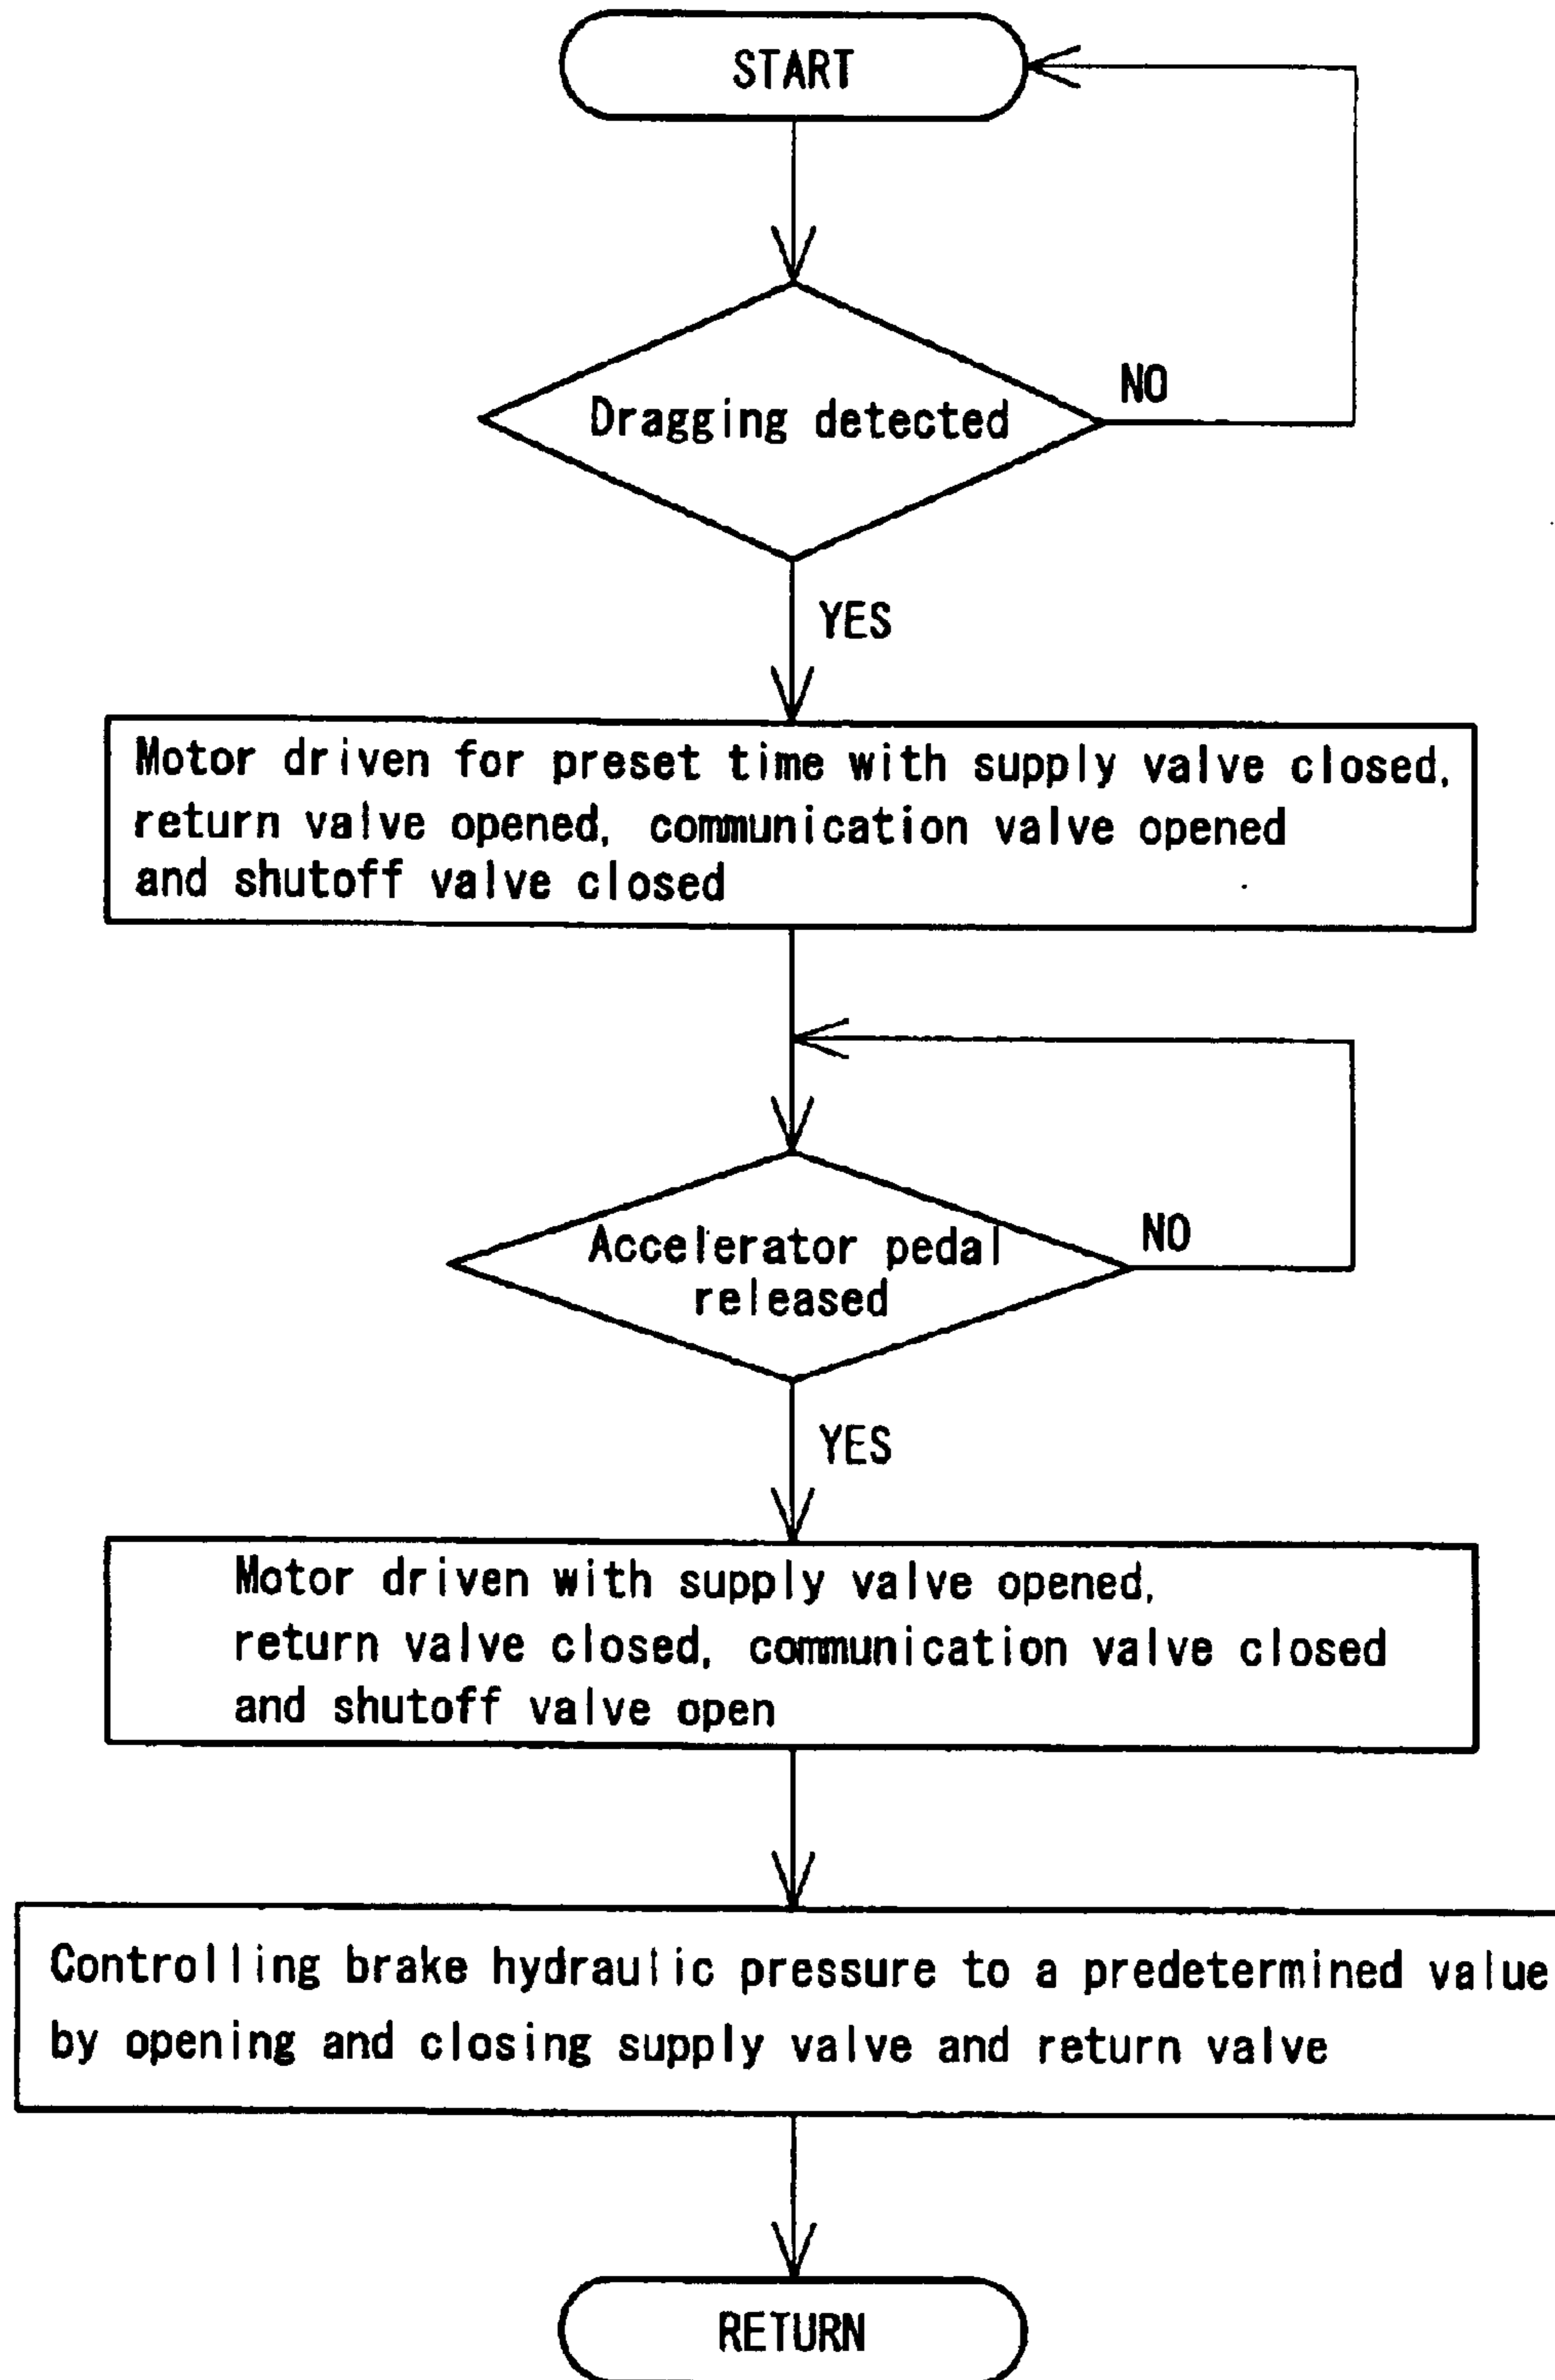 START
Dragging detected
NO
YES
Motor driven for preset time with supply valve closed,
return valve opened, communication valve opened
and shutoff valve closed
Accelerator pedal
released
NO
YES
Motor driven with supply valve opened,
return valve closed, communication valve closed
and shutoff valve open
Controlling brake hydraulic pressure to a predetermined value
by opening and closing supply valve and return valve
RETURN